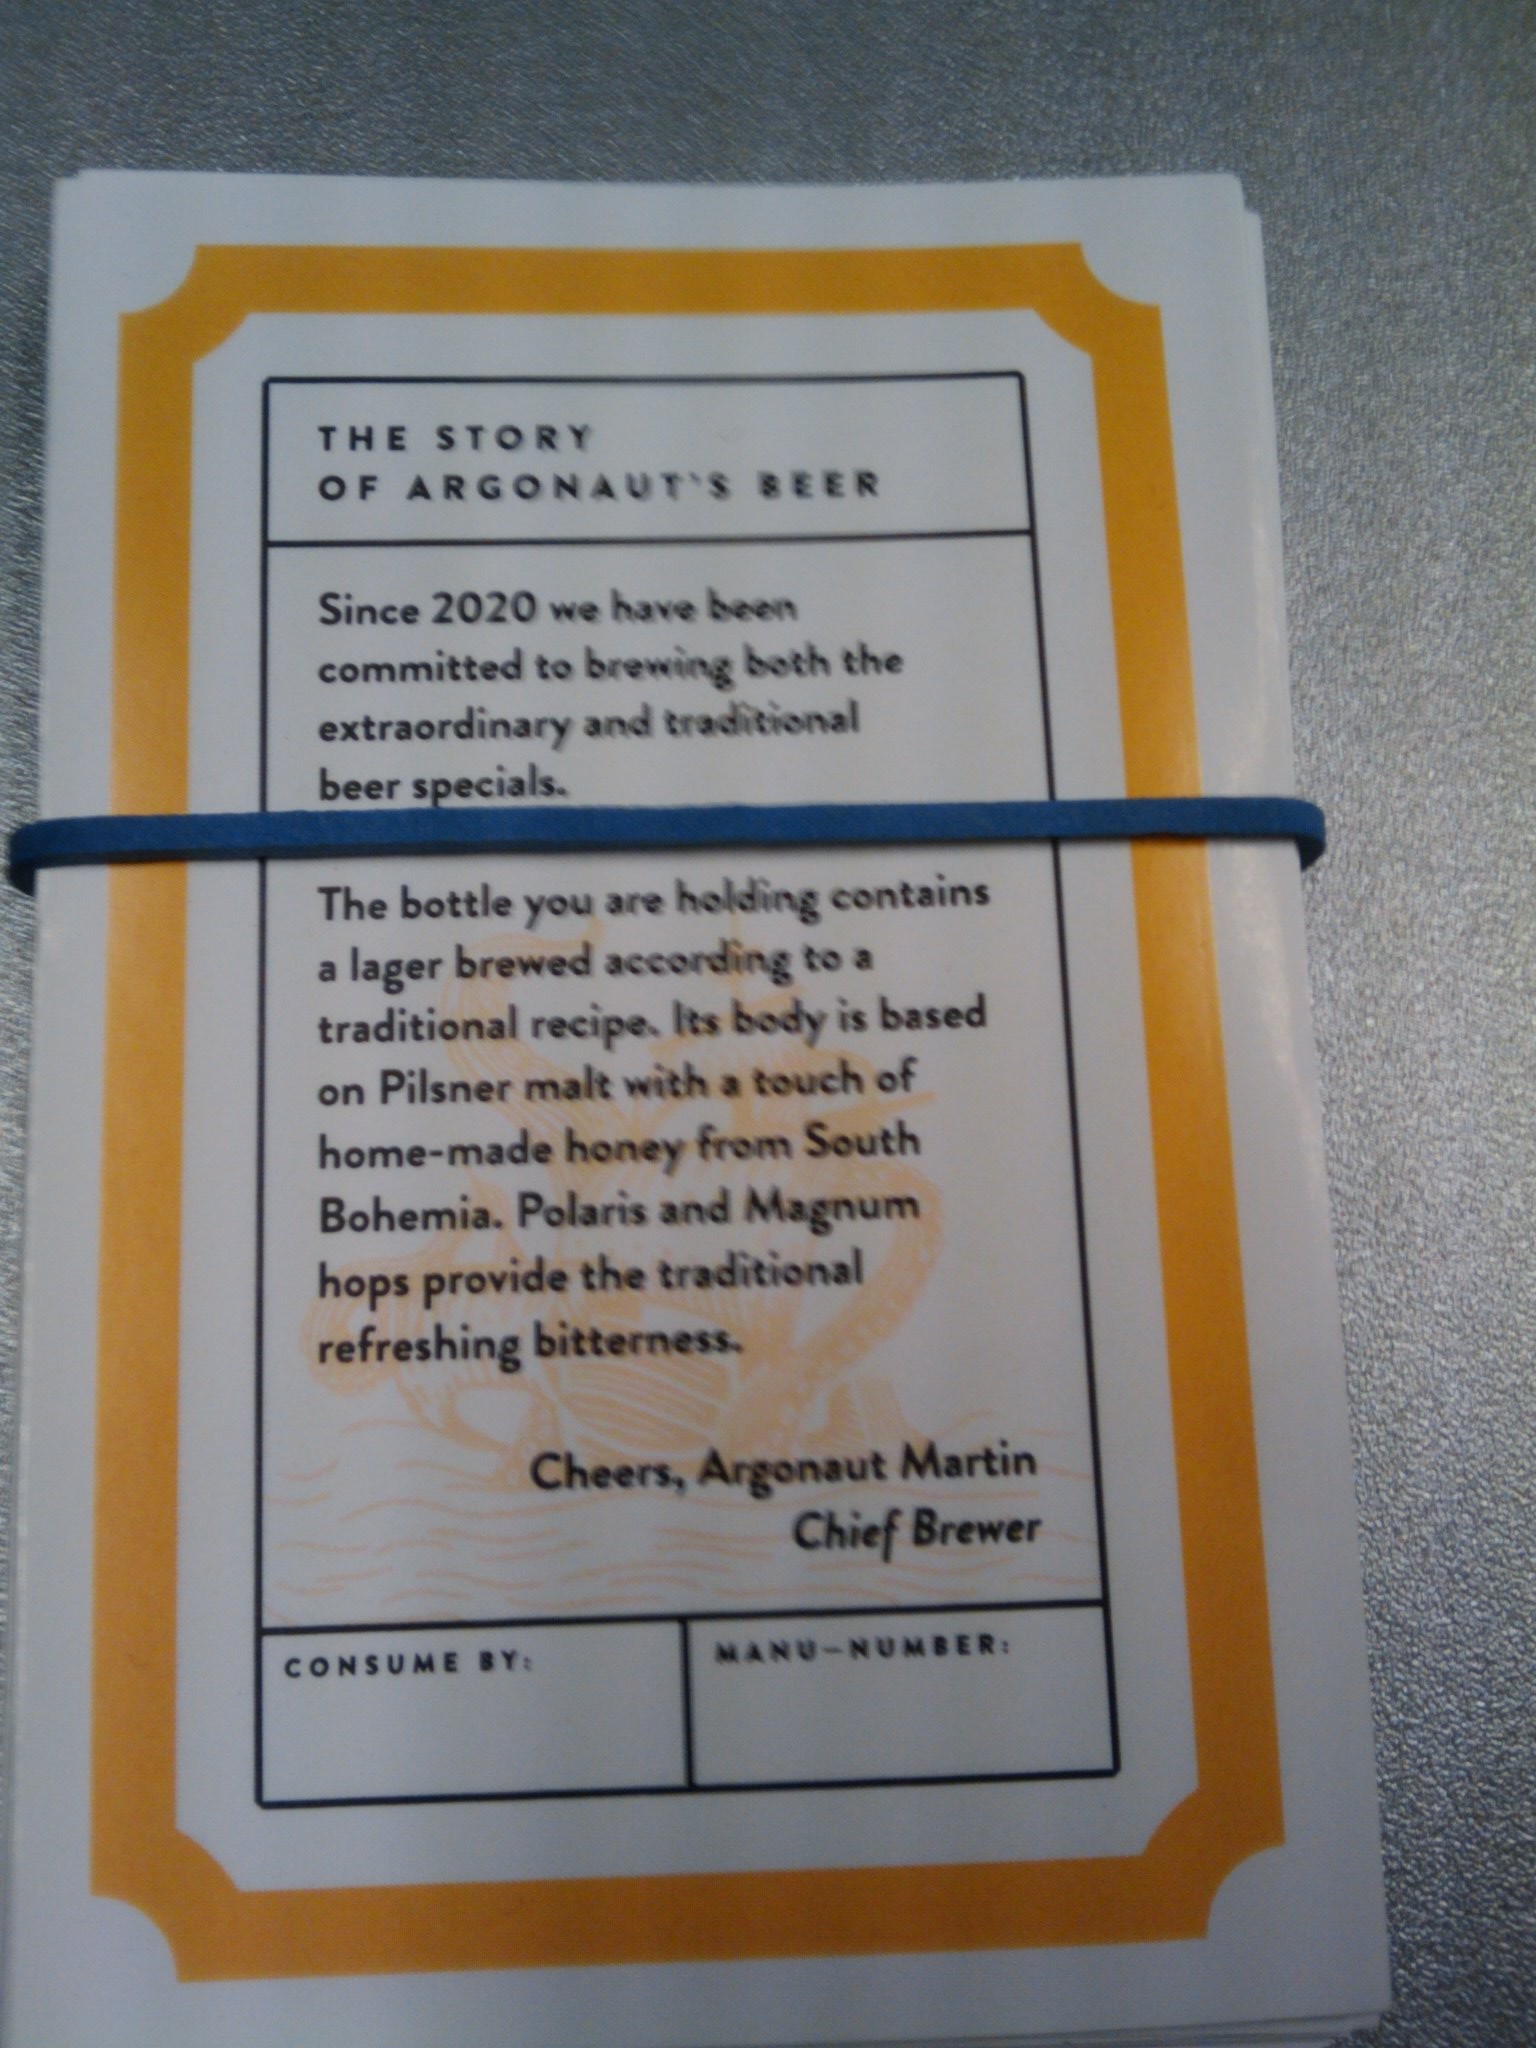 THE STORY
OF ARGONAUT`S BEER
Since 2020 we have been
committed to brewing both the
extraordinary and traditional
beer specials.
The bottle you are holding contains
a lager brewed according to a
traditional recipe. Its body is based
on Pilsner malt with a touch of
home-made honey from South
Bohemia. Polaris and Magnum
hops provide the traditional
refreshing bitterness.
Cheers, Argonaut Martin
Chief Brewer
CONSUME BY:
MANU—NUMBER: